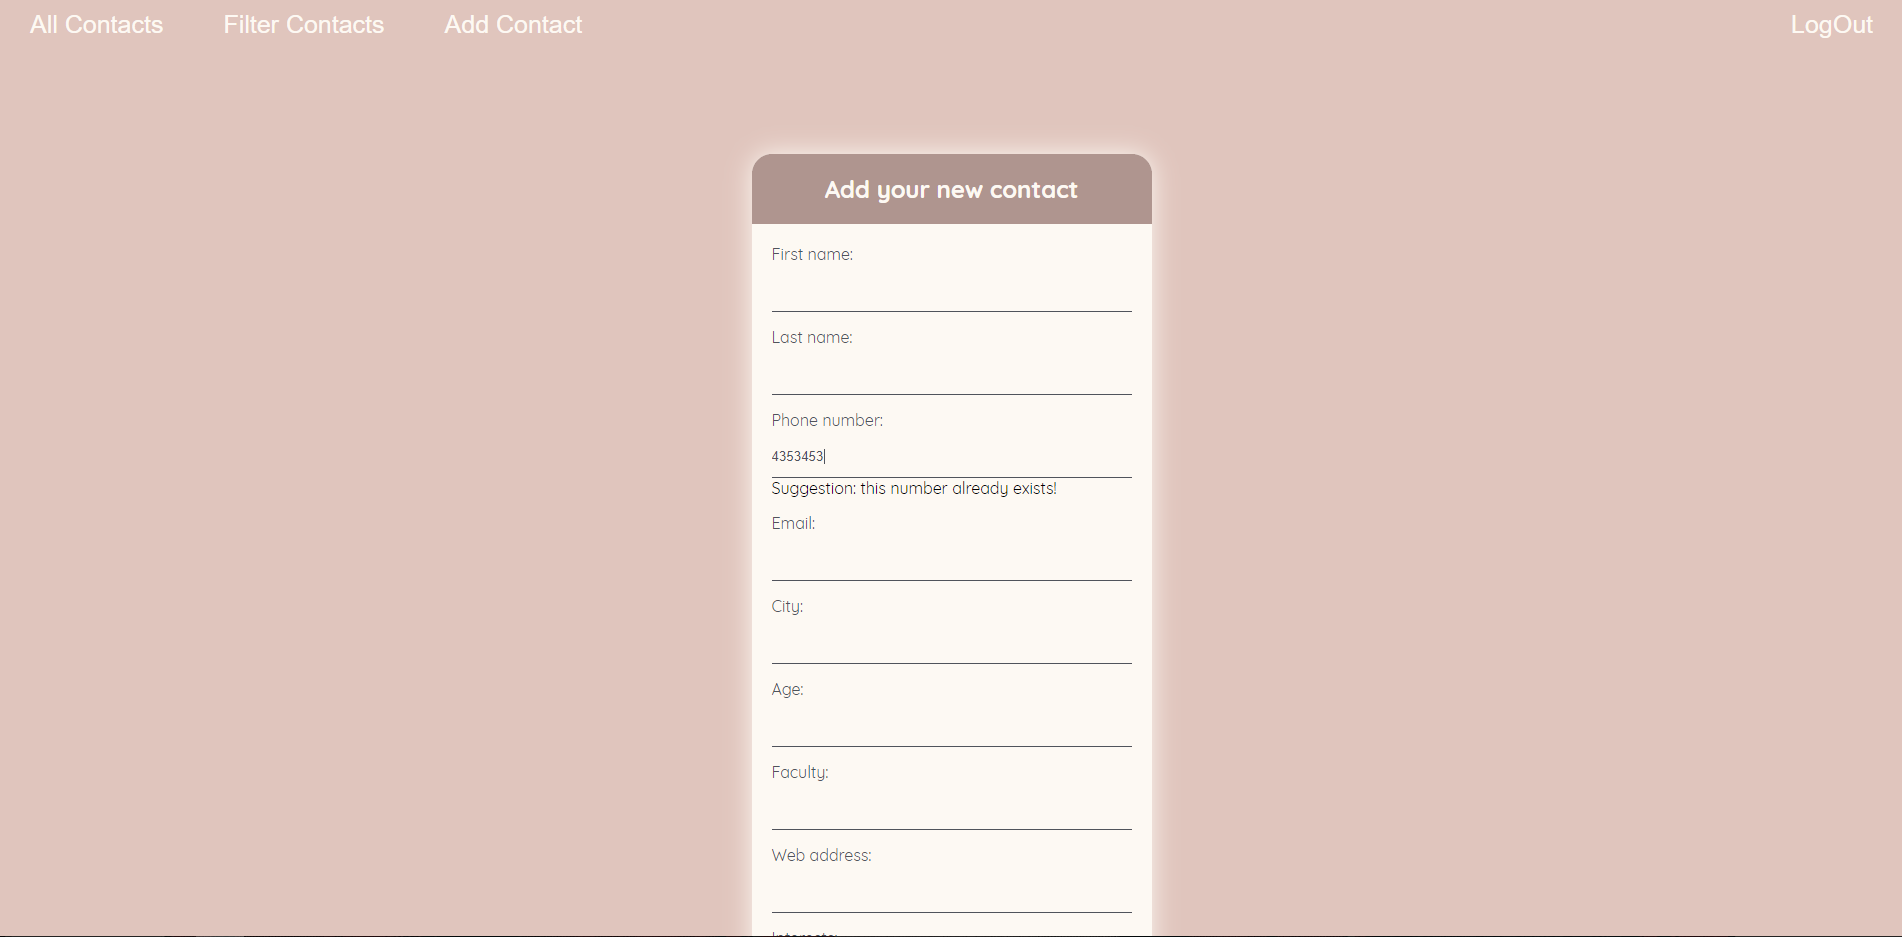 All Contacts Filter Contacts Add Contact LogOut
Add your new contact
First name:
Last name:
Phone number:
4353453
Suggestion: this number already exists!
Email:
City:
Age:
Faculty:
Web address: